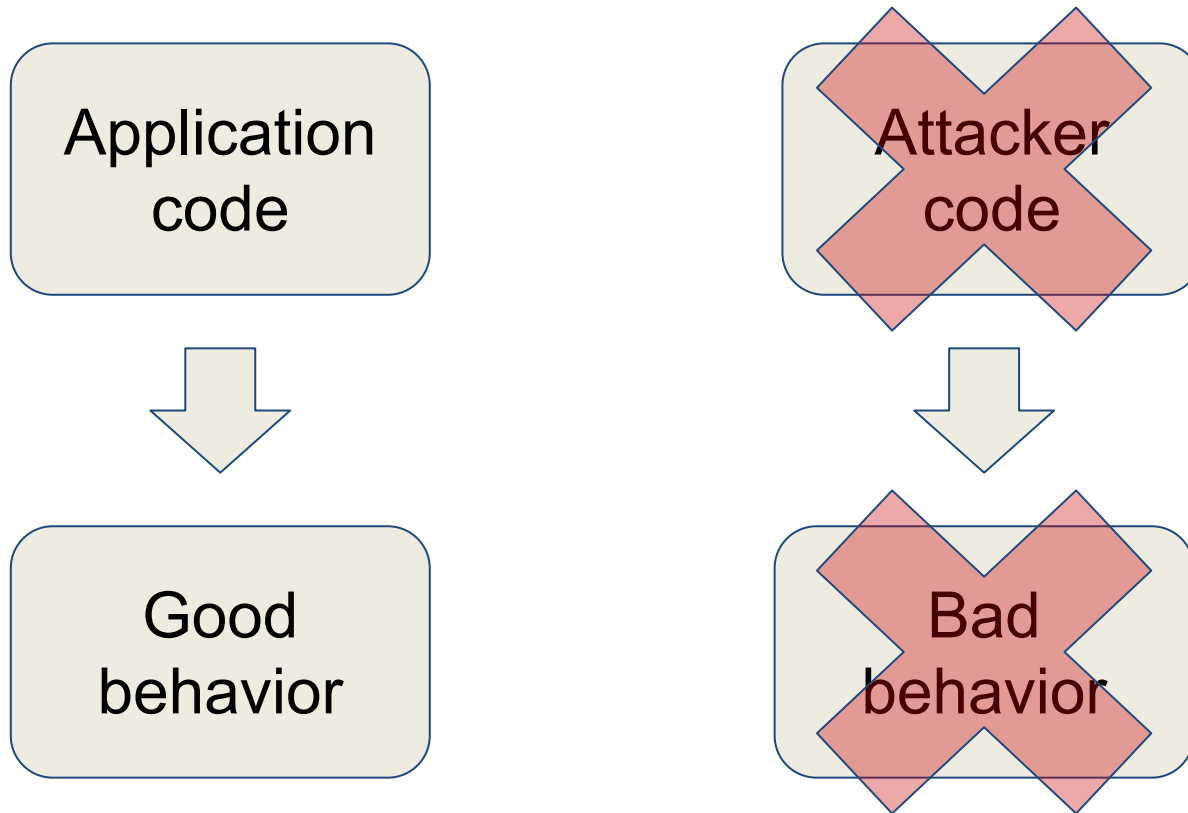 Application
code
Attacker
code
Good
behavior
Bad
behavior